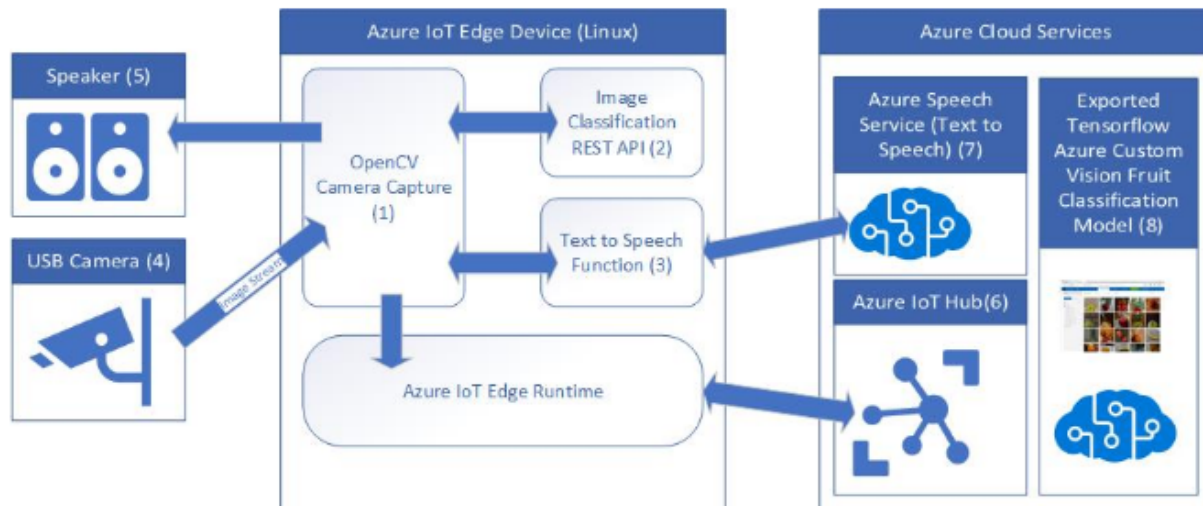 Azure IoT Edge Device (Linux)
Azure Cloud Services
Speaker (5)
USB Camera (4)
Image Stream
OpenCV
Camera Capture
(1)
Image
Classification
REST API (2)
Text to Speech
Function (3)
Azure IoT Edge Runtime
Azure Speech
Service (Text to
Speech) (7)
Azure IoT Hub(6)
Exported
Tensorflow
Azure Custom
Vision Fruit
Classification
Model (8)